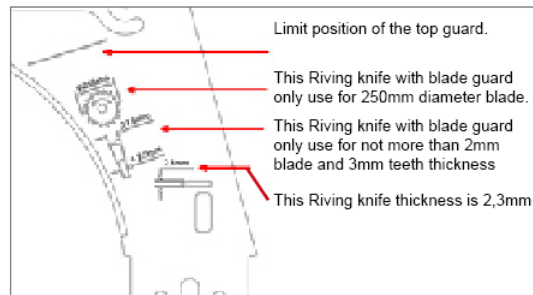 Limit position of the top guard.
This Riving knife with blade guard
only use for 250mm diameter blade.
This Riving knife with blade guard
only use for not more than 2mm
blade and 3mm teeth thickness
This Riving knife thickness is 2,3mm